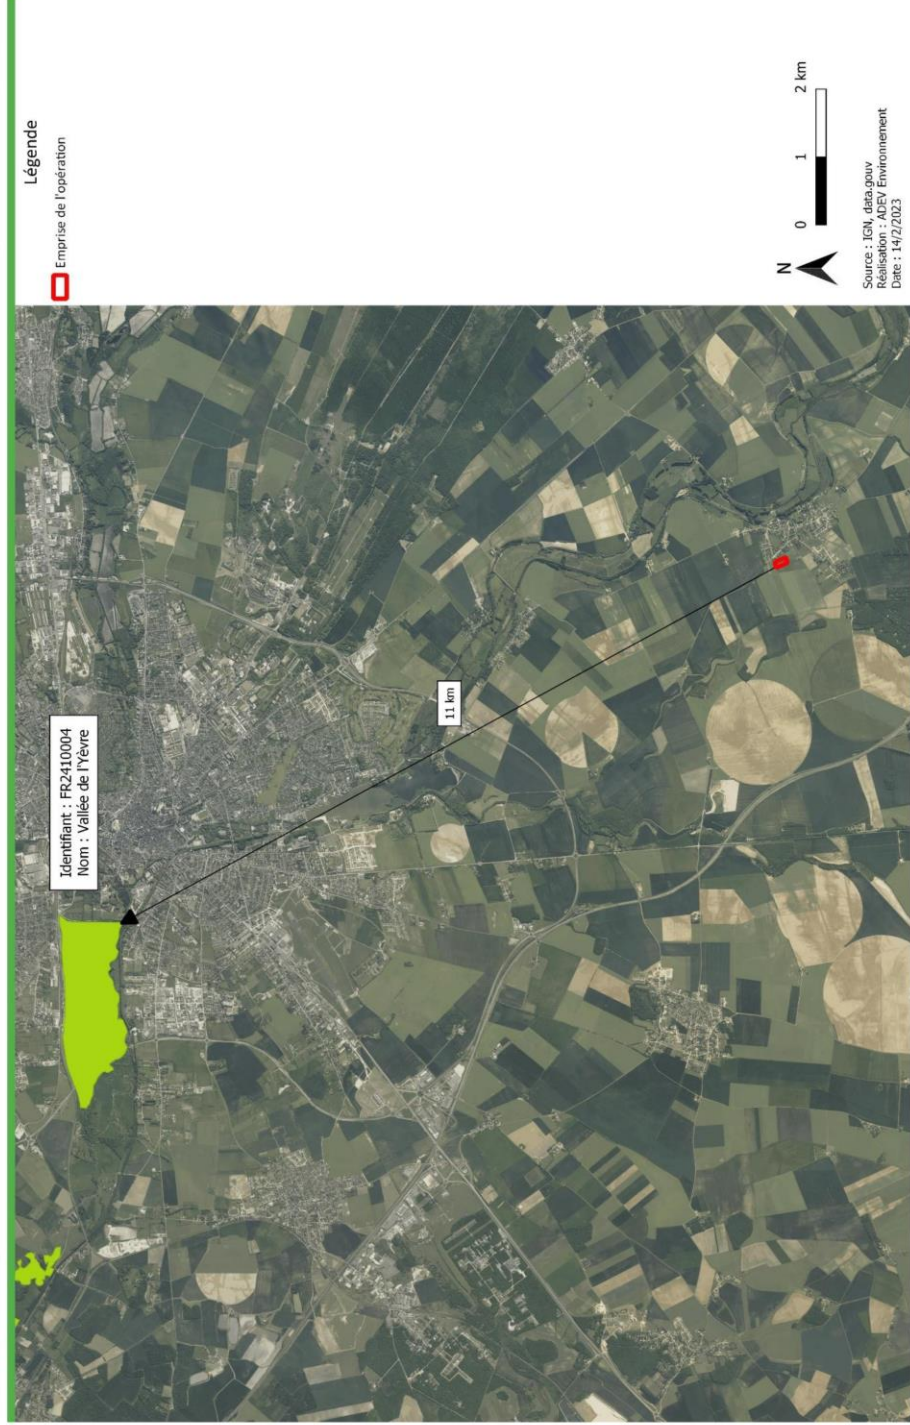 Identifiant : FR2410004
Nom : Vallée de l'Yèvre
11 km
Légende
Emprise de l'opération
N
0 1 2 km
Source : IGN, data.gouv
Réalisation : ADEV Environnement
Date : 14/2/2023